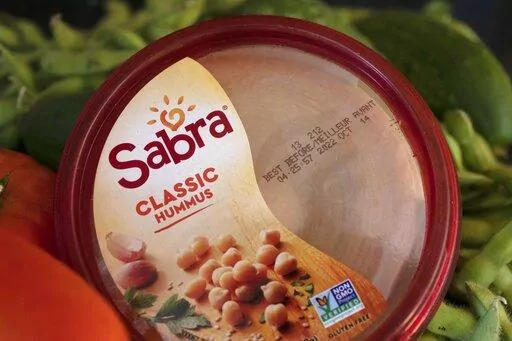 Sabra®
CLASSIC
HUMMUS
13 212
BEST BEFORE/MEILLEUR AVANT
04:25:57 2022 OCT 14
NON
GMO
VERIFIED
GLUTEN FREE